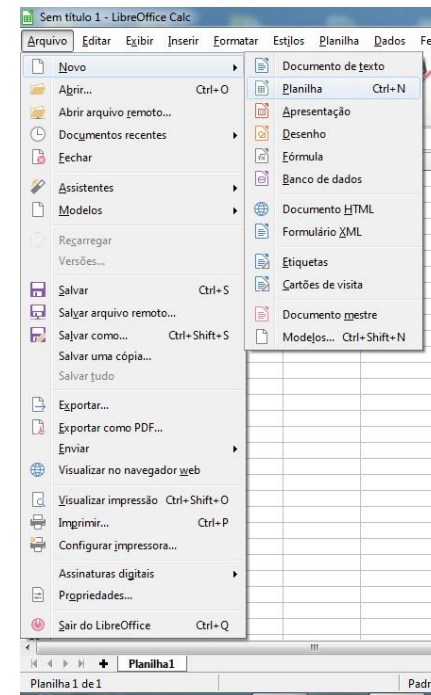 Sem título 1 - LibreOffice Calc
Arquivo Editar Exibir Inserir Formatar Estilos Planilha Dados Fe
Novo
Abrir... Ctrl+O
Abrir arquivo remoto...
Documentos recentes
Fechar
Assistentes
Modelos
Recarregar
Versões...
Salvar Ctrl+S
Salvar arquivo remoto...
Salvar como... Ctrl+Shift+S
Salvar uma cópia...
Salvar tudo
Exportar...
Exportar como PDF...
Enviar
Visualizar no navegador web
Visualizar impressão Ctrl+Shift+O
Imprimir... Ctrl+P
Configurar impressora...
Assinaturas digitais
Propriedades...
Sair do LibreOffice Ctrl+Q
Documento de texto
Planilha Ctrl+N
Apresentação
Desenho
Fórmula
Banco de dados
Documento HTML
Formulário XML
Etiquetas
Cartões de visita
Documento mestre
Modelos... Ctrl+Shift+N
Planilha1
Planilha 1 de 1 Padr